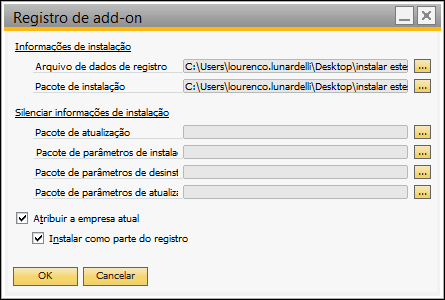 Registro de add-on
Informações de instalação
Arquivo de dados de registro C:\Users\lourenco.lunardelli\Desktop\instalar este ...
Pacote de instalação C:\Users\lourenco.lunardelli\Desktop\instalar este ...
Silenciar informações de instalação
Pacote de atualização ...
Pacote de parâmetros de instala ...
Pacote de parâmetros de desinst ...
Pacote de parâmetros de atualiza ...
Atribuir a empresa atual
Instalar como parte do registro
OK Cancelar